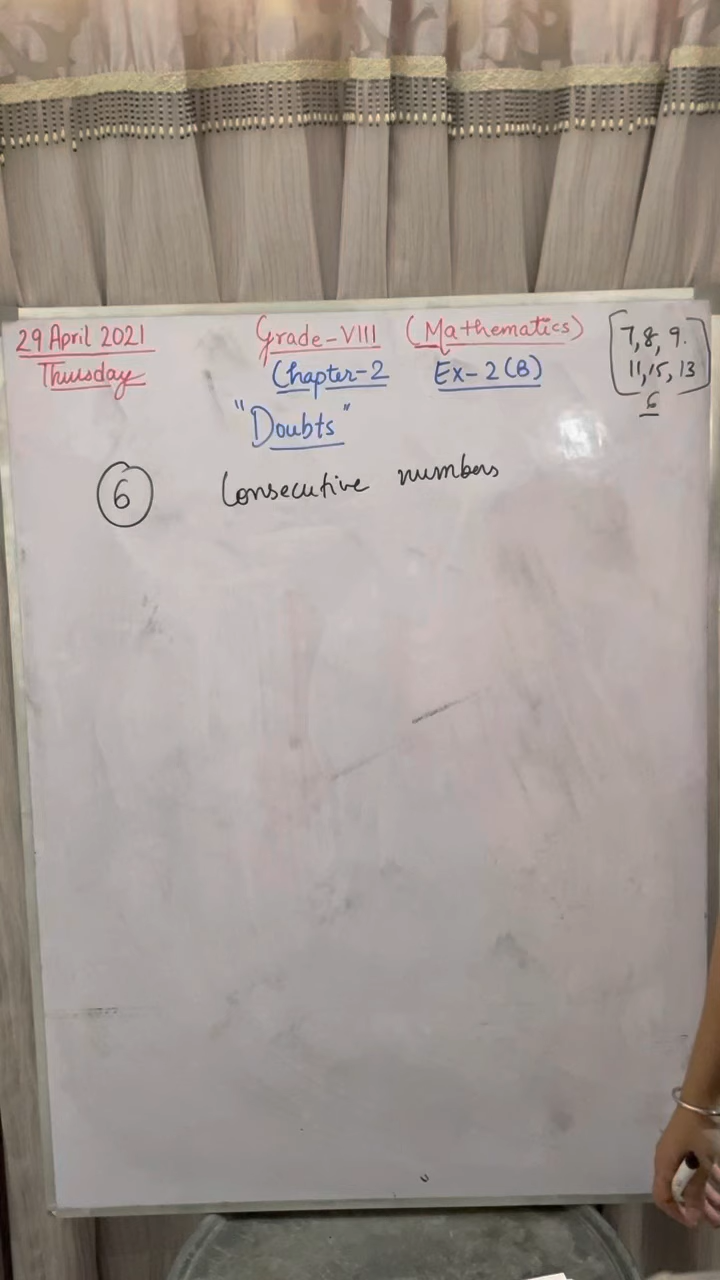 29 April 2021 Grade-VIII (Mathematics)
Thursday Chapter-2 Ex-2(B)
"Doubts"
7, 8, 9.
11, 15, 13
6
6 Consecutive numbers